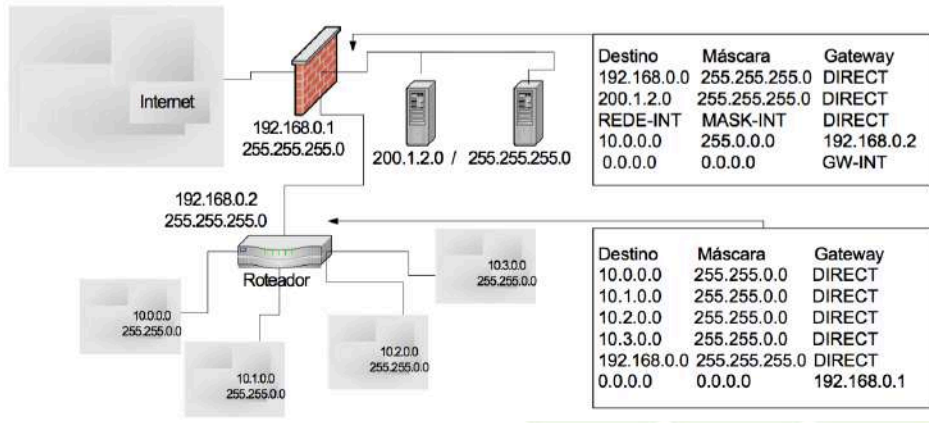 Internet
192.168.0.1
255.255.255.0
200.1.2.0 / 255.255.255.0
Destino Máscara Gateway
192.168.0.0 255.255.255.0 DIRECT
200.1.2.0 255.255.255.0 DIRECT
REDE-INT MASK-INT DIRECT
10.0.0.0 255.0.0.0 192.168.0.2
0.0.0.0 0.0.0.0 GW-INT
192.168.0.2
255.255.255.0
Roteador
10.0.0.0
255.255.0.0
10.1.0.0
255.255.0.0
10.2.0.0
255.255.0.0
10.3.0.0
255.255.0.0
Destino Máscara Gateway
10.0.0.0 255.255.0.0 DIRECT
10.1.0.0 255.255.0.0 DIRECT
10.2.0.0 255.255.0.0 DIRECT
10.3.0.0 255.255.0.0 DIRECT
192.168.0.0 255.255.255.0 DIRECT
0.0.0.0 0.0.0.0 192.168.0.1